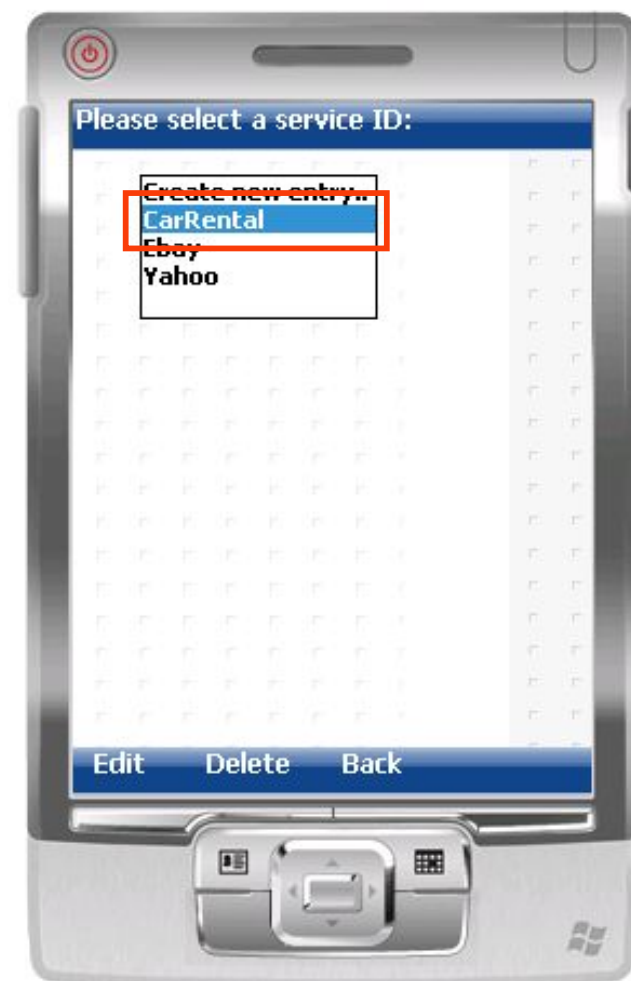 Please select a service ID:
Create new entry..
CarRental
Ebay
Yahoo
Edit Delete Back